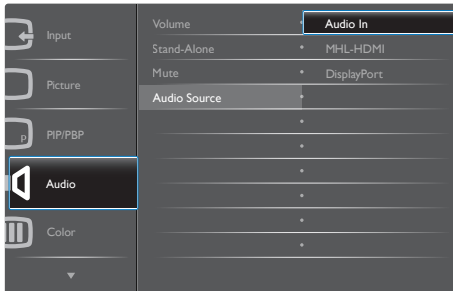 Input
Picture
P
PIP/PBP
Audio
Color
Volume
Stand-Alone
Mute
Audio Source
Audio In
MHL-HDMI
DisplayPort